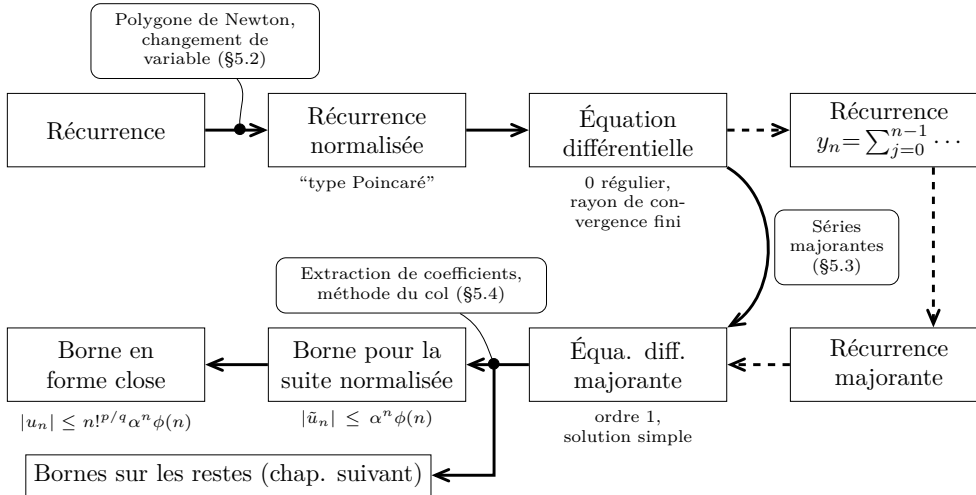 Polygone de Newton,
changement de
variable (§5.2)
Récurrence
Récurrence
normalisée
"type Poincaré"
Équation
différentielle
0 régulier,
rayon de con-
vergence fini
Récurrence
y_n=∑_{j=0}^{n-1} ⋯
Séries
majorantes
(§5.3)
Extraction de coefficients,
méthode du col (§5.4)
Borne en
forme close
|u_n| ≤ n!^{p/q} α^n ϕ(n)
Borne pour la
suite normalisée
|ũ_n| ≤ α^n ϕ(n)
Équa. diff.
majorante
ordre 1,
solution simple
Récurrence
majorante
Bornes sur les restes (chap. suivant)